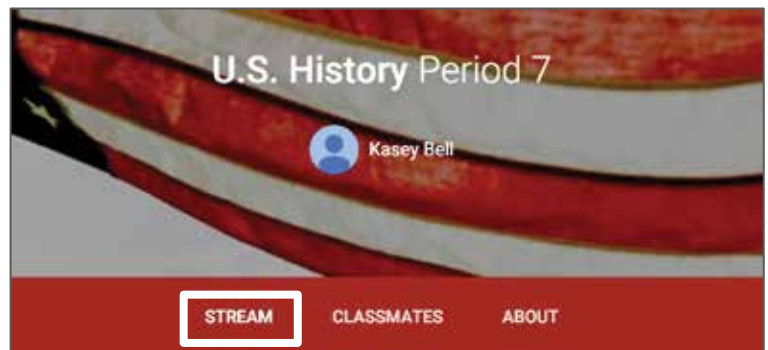 U.S. History Period 7
Kasey Bell
STREAM CLASSMATES ABOUT